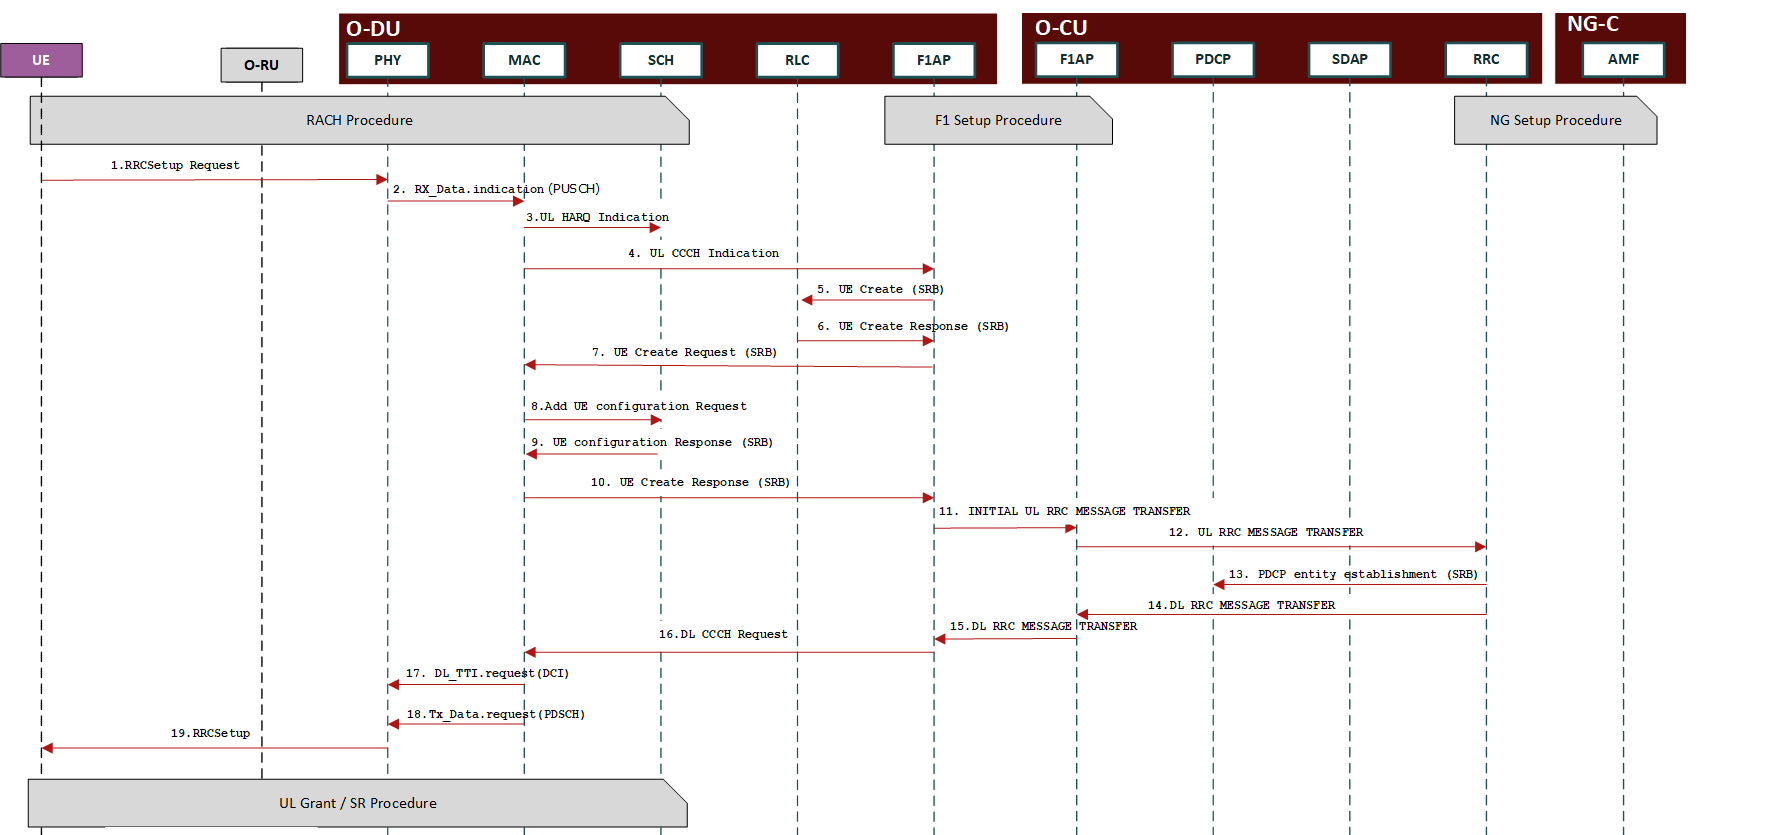 O-DU
O-CU
NG-C
UE
O-RU
PHY
MAC
SCH
RLC
F1AP
F1AP
PDCP
SDAP
RRC
AMF
RACH Procedure
F1 Setup Procedure
NG Setup Procedure
1.RRCSetup Request
2. RX_Data.indication (PUSCH)
3.UL HARQ Indication
4. UL CCCH Indication
5. UE Create (SRB)
6. UE Create Response (SRB)
7. UE Create Request (SRB)
8.Add UE configuration Request
9. UE configuration Response (SRB)
10. UE Create Response (SRB)
11. INITIAL UL RRC MESSAGE TRANSFER
12. UL RRC MESSAGE TRANSFER
13. PDCP entity establishment (SRB)
14.DL RRC MESSAGE TRANSFER
15.DL RRC MESSAGE TRANSFER
16.DL CCCH Request
17. DL_TTI.request(DCI)
18.Tx_Data.request(PDSCH)
19.RRCSetup
UL Grant / SR Procedure